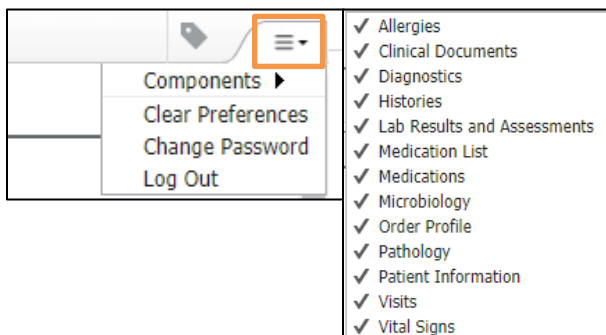 Components
Clear Preferences
Change Password
Log Out
Allergies
Clinical Documents
Diagnostics
Histories
Lab Results and Assessments
Medication List
Medications
Microbiology
Order Profile
Pathology
Patient Information
Visits
Vital Signs